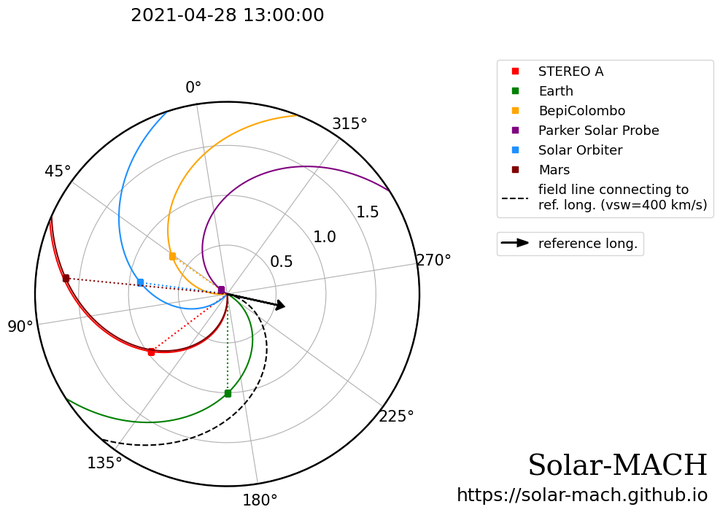 2021-04-28 13:00:00
STEREO A
Earth
BepiColombo
Parker Solar Probe
Solar Orbiter
Mars
field line connecting to
ref. long. (vsw=400 km/s)
reference long.
0°
315°
45°
1.5
1.0
0.5
270°
90°
225°
135°
180°
Solar-MACH
https://solar-mach.github.io